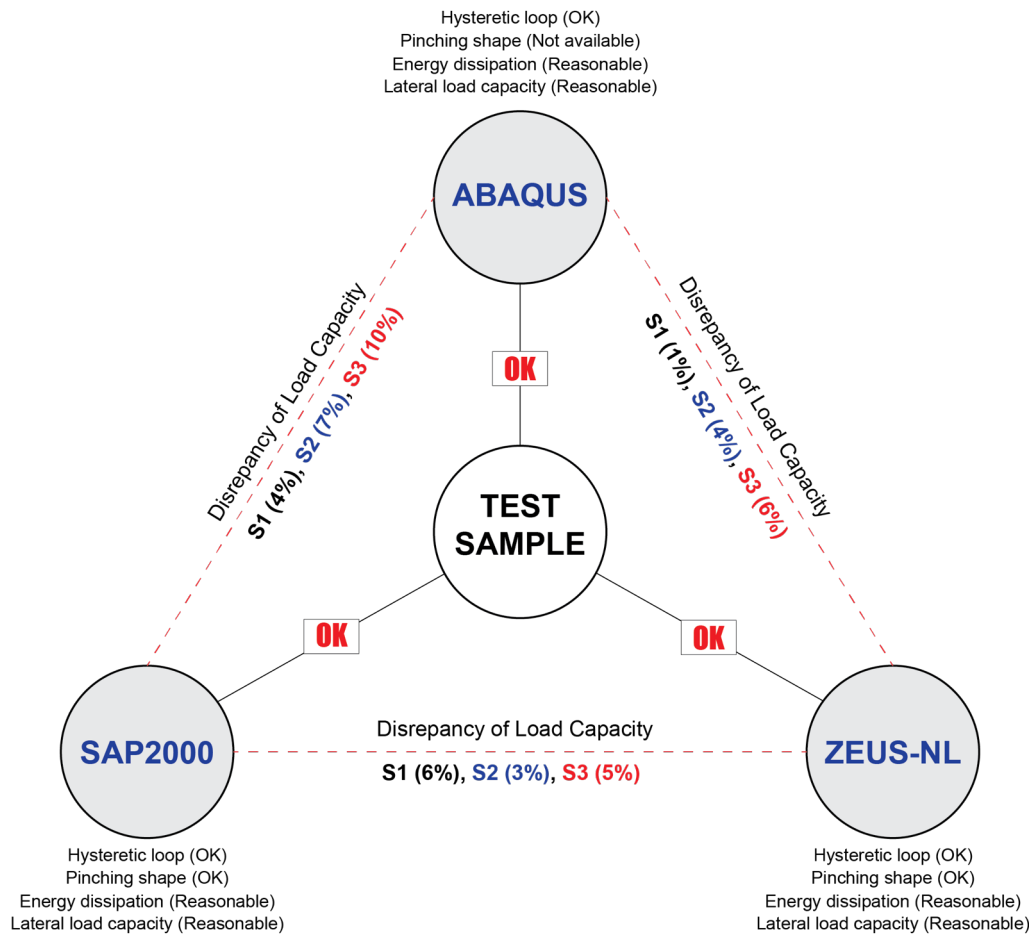 Hysteretic loop (OK)
Pinching shape (Not available)
Energy dissipation (Reasonable)
Lateral load capacity (Reasonable)
ABAQUS
Disrepancy of Load Capacity
S1 (4%), S2 (7%), S3 (10%)
Disrepancy of Load Capacity
S1 (1%), S2 (4%), S3 (6%)
OK
TEST
SAMPLE
OK
OK
SAP2000
Disrepancy of Load Capacity
S1 (6%), S2 (3%), S3 (5%)
ZEUS-NL
Hysteretic loop (OK)
Pinching shape (OK)
Energy dissipation (Reasonable)
Lateral load capacity (Reasonable)
Hysteretic loop (OK)
Pinching shape (OK)
Energy dissipation (Reasonable)
Lateral load capacity (Reasonable)